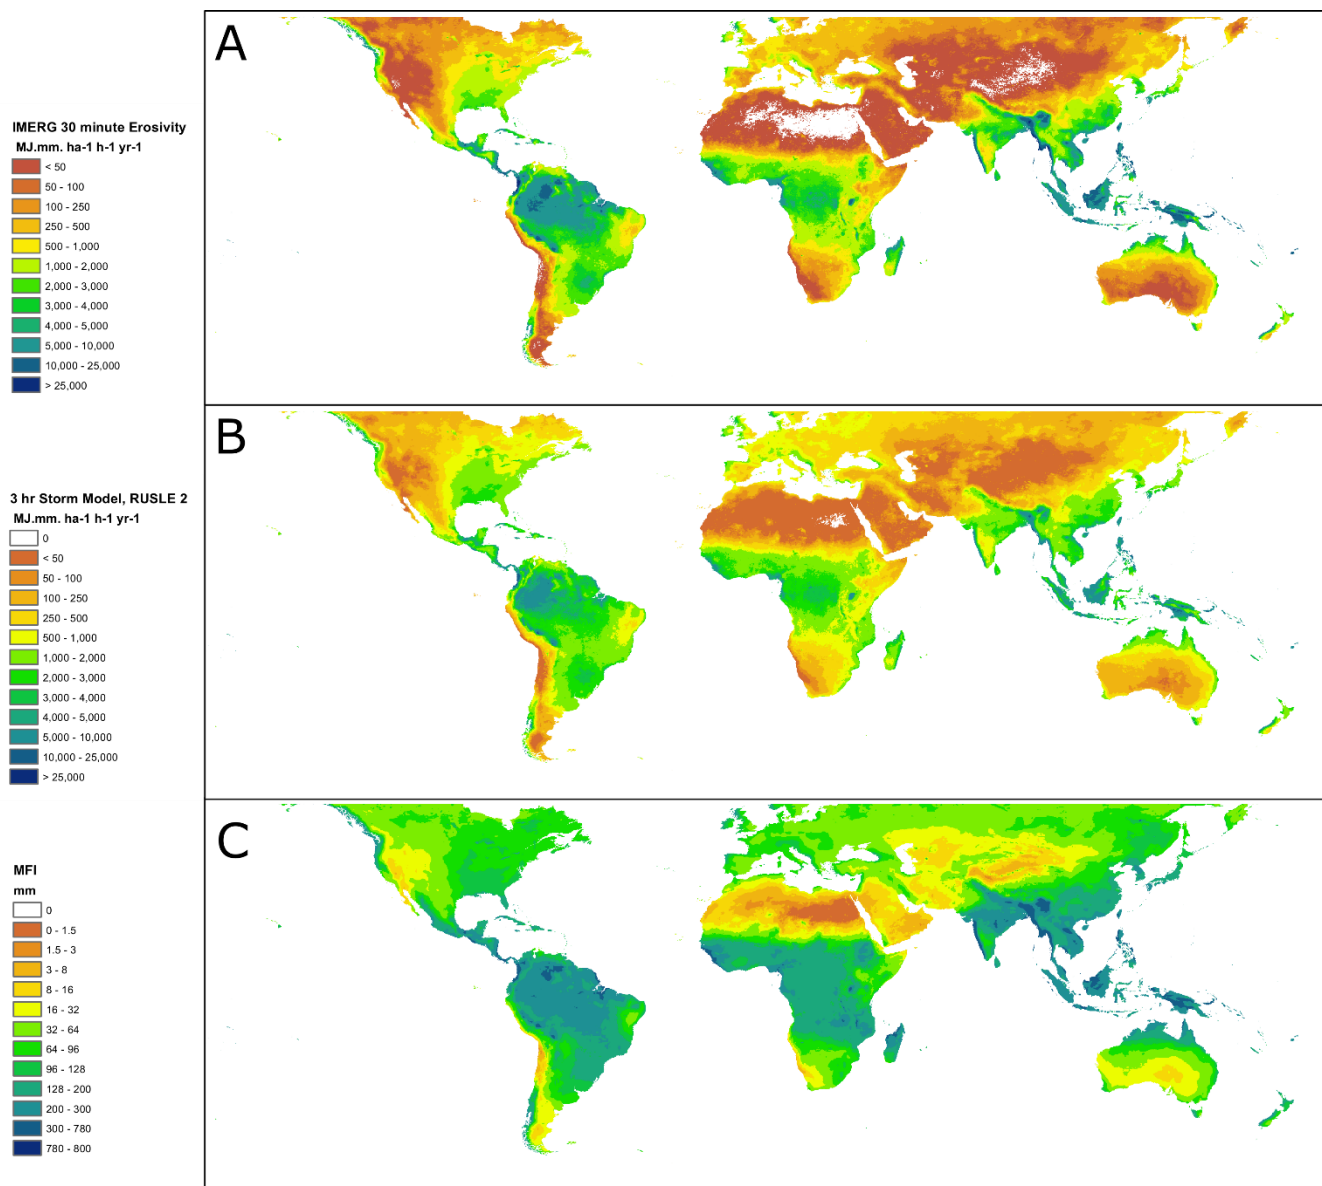 A
IMERG 30 minute Erosivity
MJ.mm. ha-1 h-1 yr-1
< 50
50 - 100
100 - 250
250 - 500
500 - 1,000
1,000 - 2,000
2,000 - 3,000
3,000 - 4,000
4,000 - 5,000
5,000 - 10,000
10,000 - 25,000
> 25,000
B
3 hr Storm Model, RUSLE 2
MJ.mm. ha-1 h-1 yr-1
0
< 50
50 - 100
100 - 250
250 - 500
500 - 1,000
1,000 - 2,000
2,000 - 3,000
3,000 - 4,000
4,000 - 5,000
5,000 - 10,000
10,000 - 25,000
> 25,000
C
MFI
mm
0
0 - 1.5
1.5 - 3
3 - 8
8 - 16
16 - 32
32 - 64
64 - 96
96 - 128
128 - 200
200 - 300
300 - 780
780 - 800